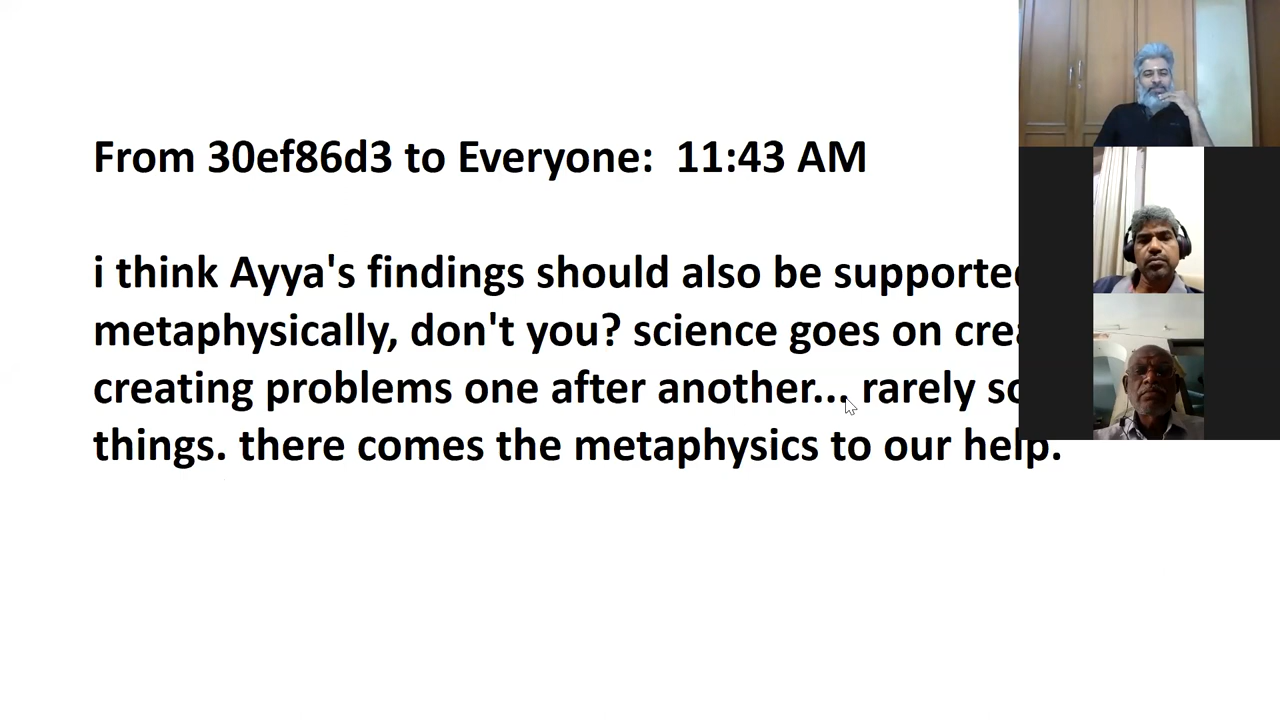 From 30ef86d3 to Everyone: 11:43 AM
i think Ayya's findings should also be
metaphysically, don't you? science goes on
creating problems one after another... rarely
things. there comes the metaphysics to our help.